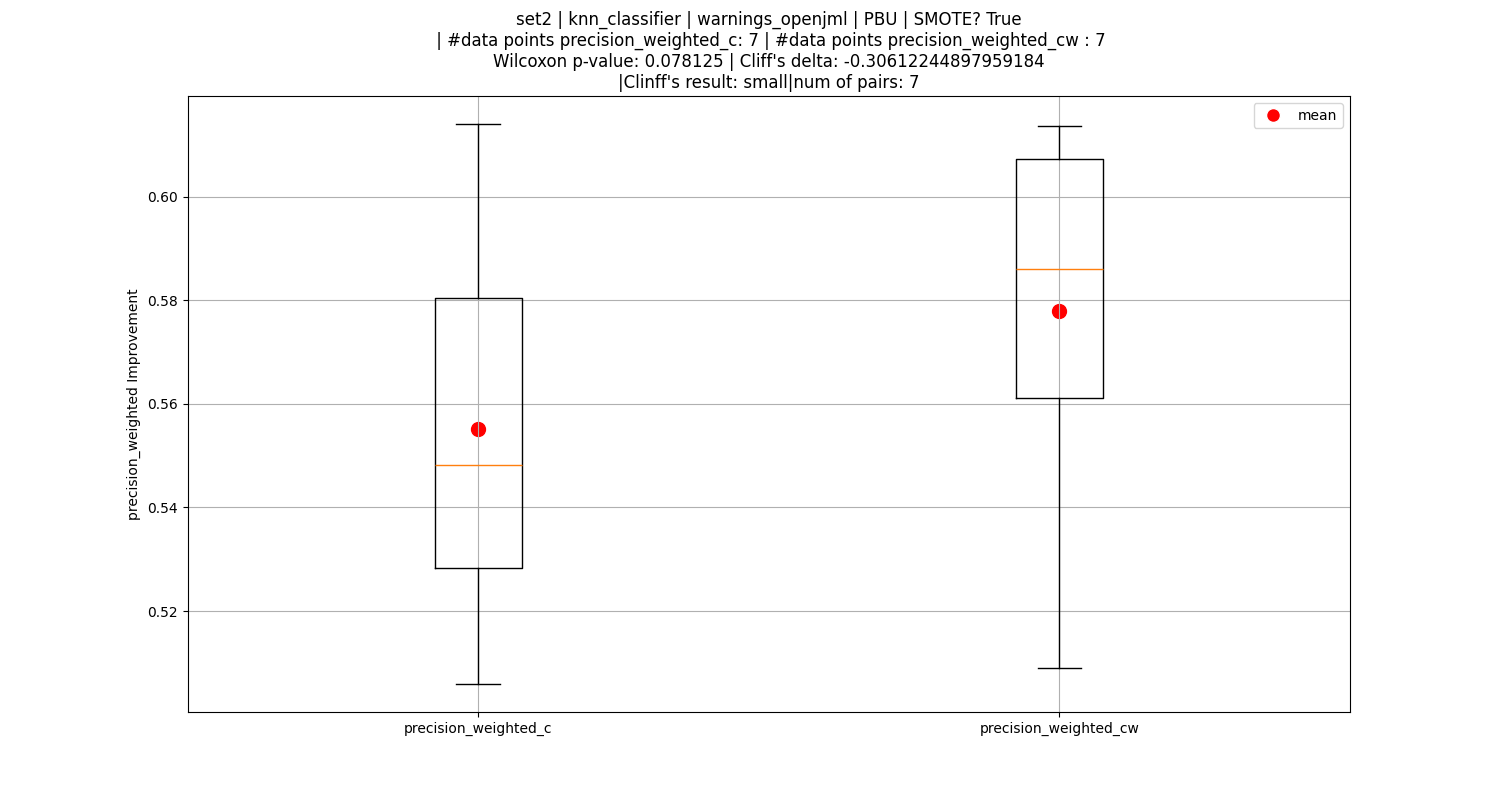 set2 | knn_classifier | warnings_openjml | PBU | SMOTE? True
| #data points precision_weighted_c: 7 | #data points precision_weighted_cw : 7
Wilcoxon p-value: 0.078125 | Cliff's delta: -0.30612244897959184
|Clinff's result: small|num of pairs: 7
mean
0.60
0.58
0.56
0.54
0.52
precision_weighted Improvement
precision_weighted_c
precision_weighted_cw